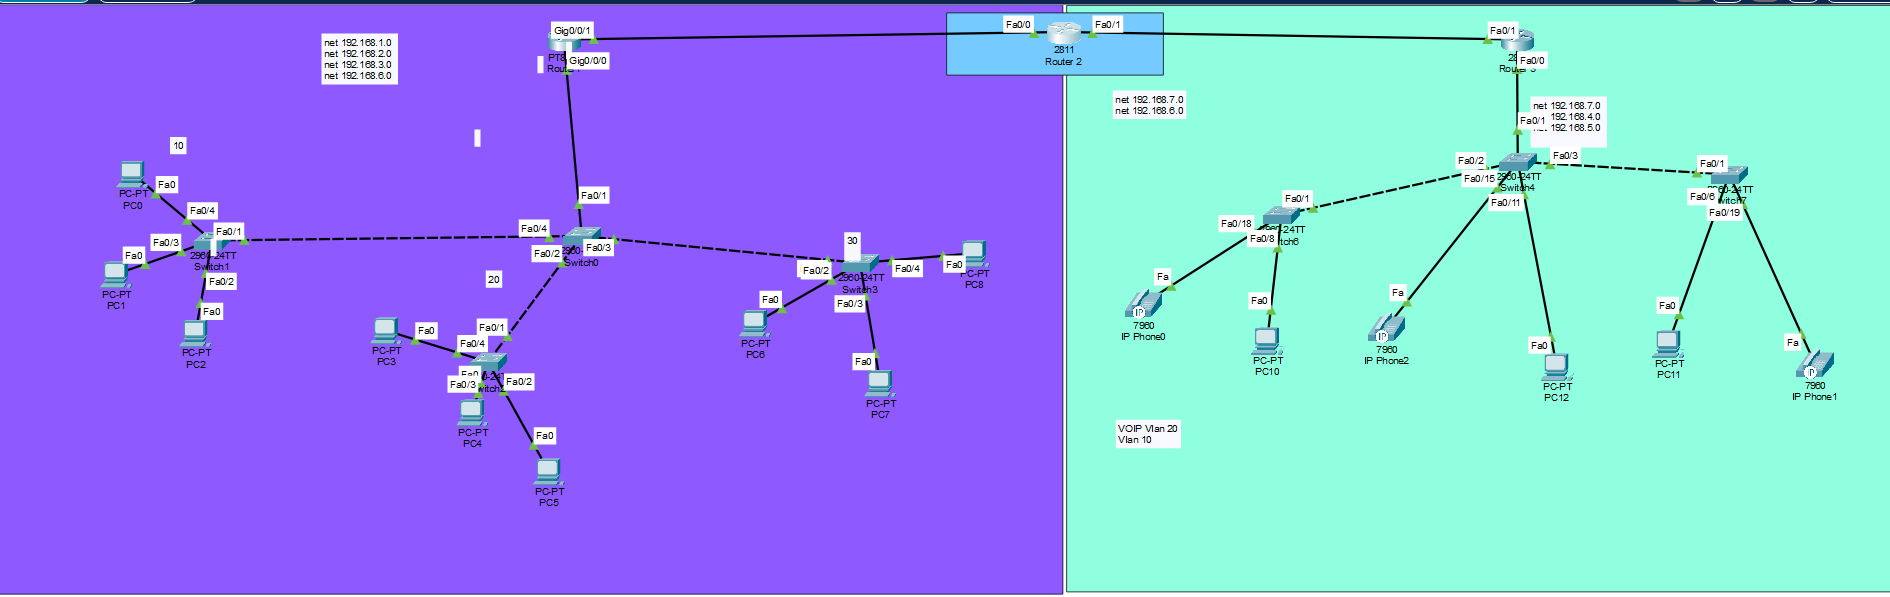 net 192.168.1.0
net 192.168.2.0
net 192.168.3.0
net 192.168.6.0
Gig0/0/1
Gig0/0/0
Fa0/0
Fa0/1
2811
Router 2
Fa0/1
Fa0/0
net 192.168.7.0
net 192.168.6.0
net 192.168.7.0
192.168.4.0
192.168.5.0
Fa0/1
10
Fa0
PC-PT
PC0
Fa0/4
Fa0/3
Fa0/1
Fa0
2960-24TT
Switch1
PC-PT
PC1
Fa0/2
Fa0
PC-PT
PC2
Fa0/1
Fa0/4
Fa0/2
Fa0/3
Switch0
20
30
Fa0/2
Fa0/4
Fa0
2960-24TT
Switch3
PC-PT
PC8
Fa0/3
Fa0
PC-PT
PC6
Fa0
PC-PT
PC7
Fa0
PC-PT
PC3
Fa0/1
Fa0/4
Fa0/3
Fa0/2
PC-PT
PC4
Fa0
PC-PT
PC5
Fa0/2
Fa0/3
Fa0/15
2960-24TT
Switch4
Fa0/11
Fa0/1
Fa0/18
Fa0/8
Fa0/1
Fa0/6
Fa0/19
Fa
7960
IP Phone0
Fa0
PC-PT
PC10
Fa
7960
IP Phone2
Fa0
PC-PT
PC12
Fa0
PC-PT
PC11
Fa
7960
IP Phone1
VOIP Vlan 20
Vlan 10